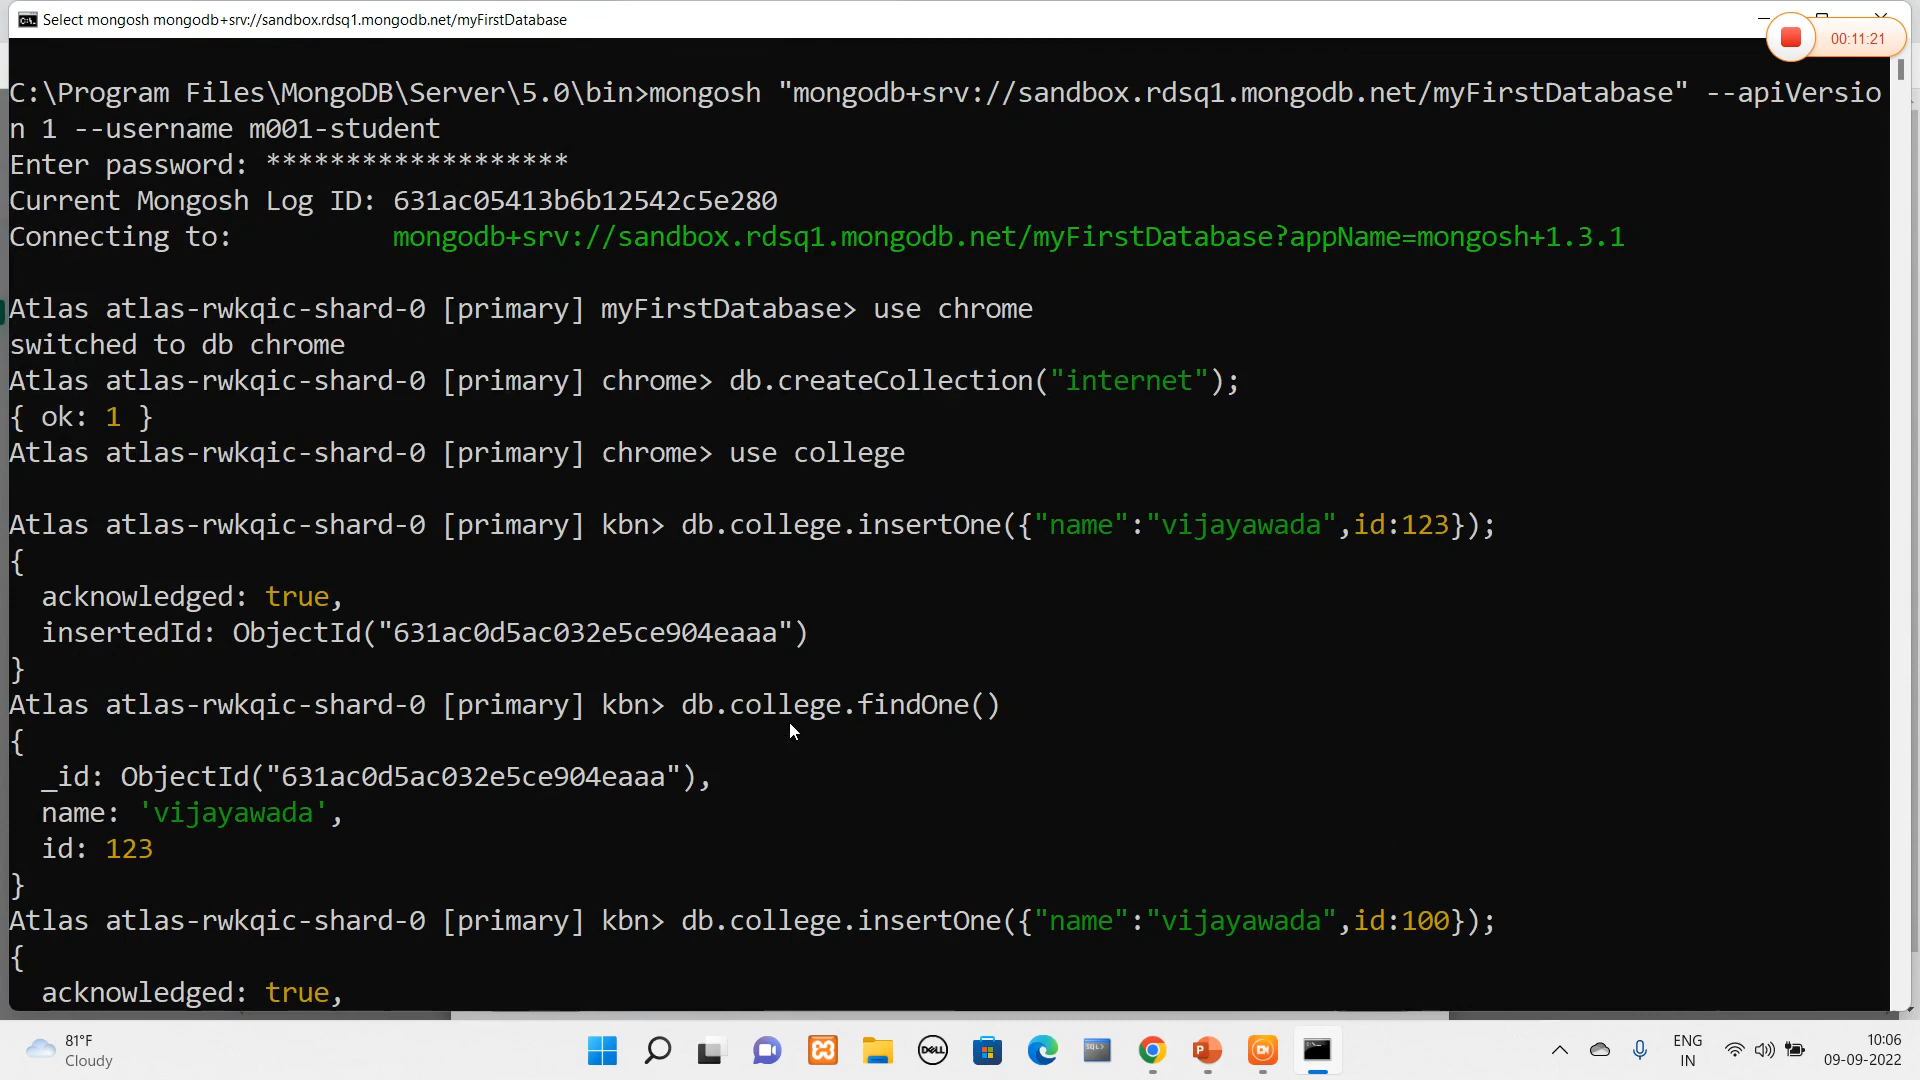 Select mongosh mongodb+srv://sandbox.rdsq1.mongodb.net/myFirstDatabase
00:11:21
C:\Program Files\MongoDB\Server\5.0\bin>mongosh "mongodb+srv://sandbox.rdsq1.mongodb.net/myFirstDatabase" --apiVersio
n 1 --username m001-student
Enter password: *******************
Current Mongosh Log ID: 631ac05413b6b12542c5e280
Connecting to: mongodb+srv://sandbox.rdsq1.mongodb.net/myFirstDatabase?appName=mongosh+1.3.1
Atlas atlas-rwkqic-shard-0 [primary] myFirstDatabase> use chrome
switched to db chrome
Atlas atlas-rwkqic-shard-0 [primary] chrome> db.createCollection("internet");
{ ok: 1 }
Atlas atlas-rwkqic-shard-0 [primary] chrome> use college
Atlas atlas-rwkqic-shard-0 [primary] kbn> db.college.insertOne({"name":"vijayawada",id:123});
{
  acknowledged: true,
  insertedId: ObjectId("631ac0d5ac032e5ce904eaaa")
}
Atlas atlas-rwkqic-shard-0 [primary] kbn> db.college.findOne()
{
  _id: ObjectId("631ac0d5ac032e5ce904eaaa"),
  name: 'vijayawada',
  id: 123
}
Atlas atlas-rwkqic-shard-0 [primary] kbn> db.college.insertOne({"name":"vijayawada",id:100});
{
  acknowledged: true,
81°F
Cloudy
DELL
SQL>
ENG
IN
10:06
09-09-2022